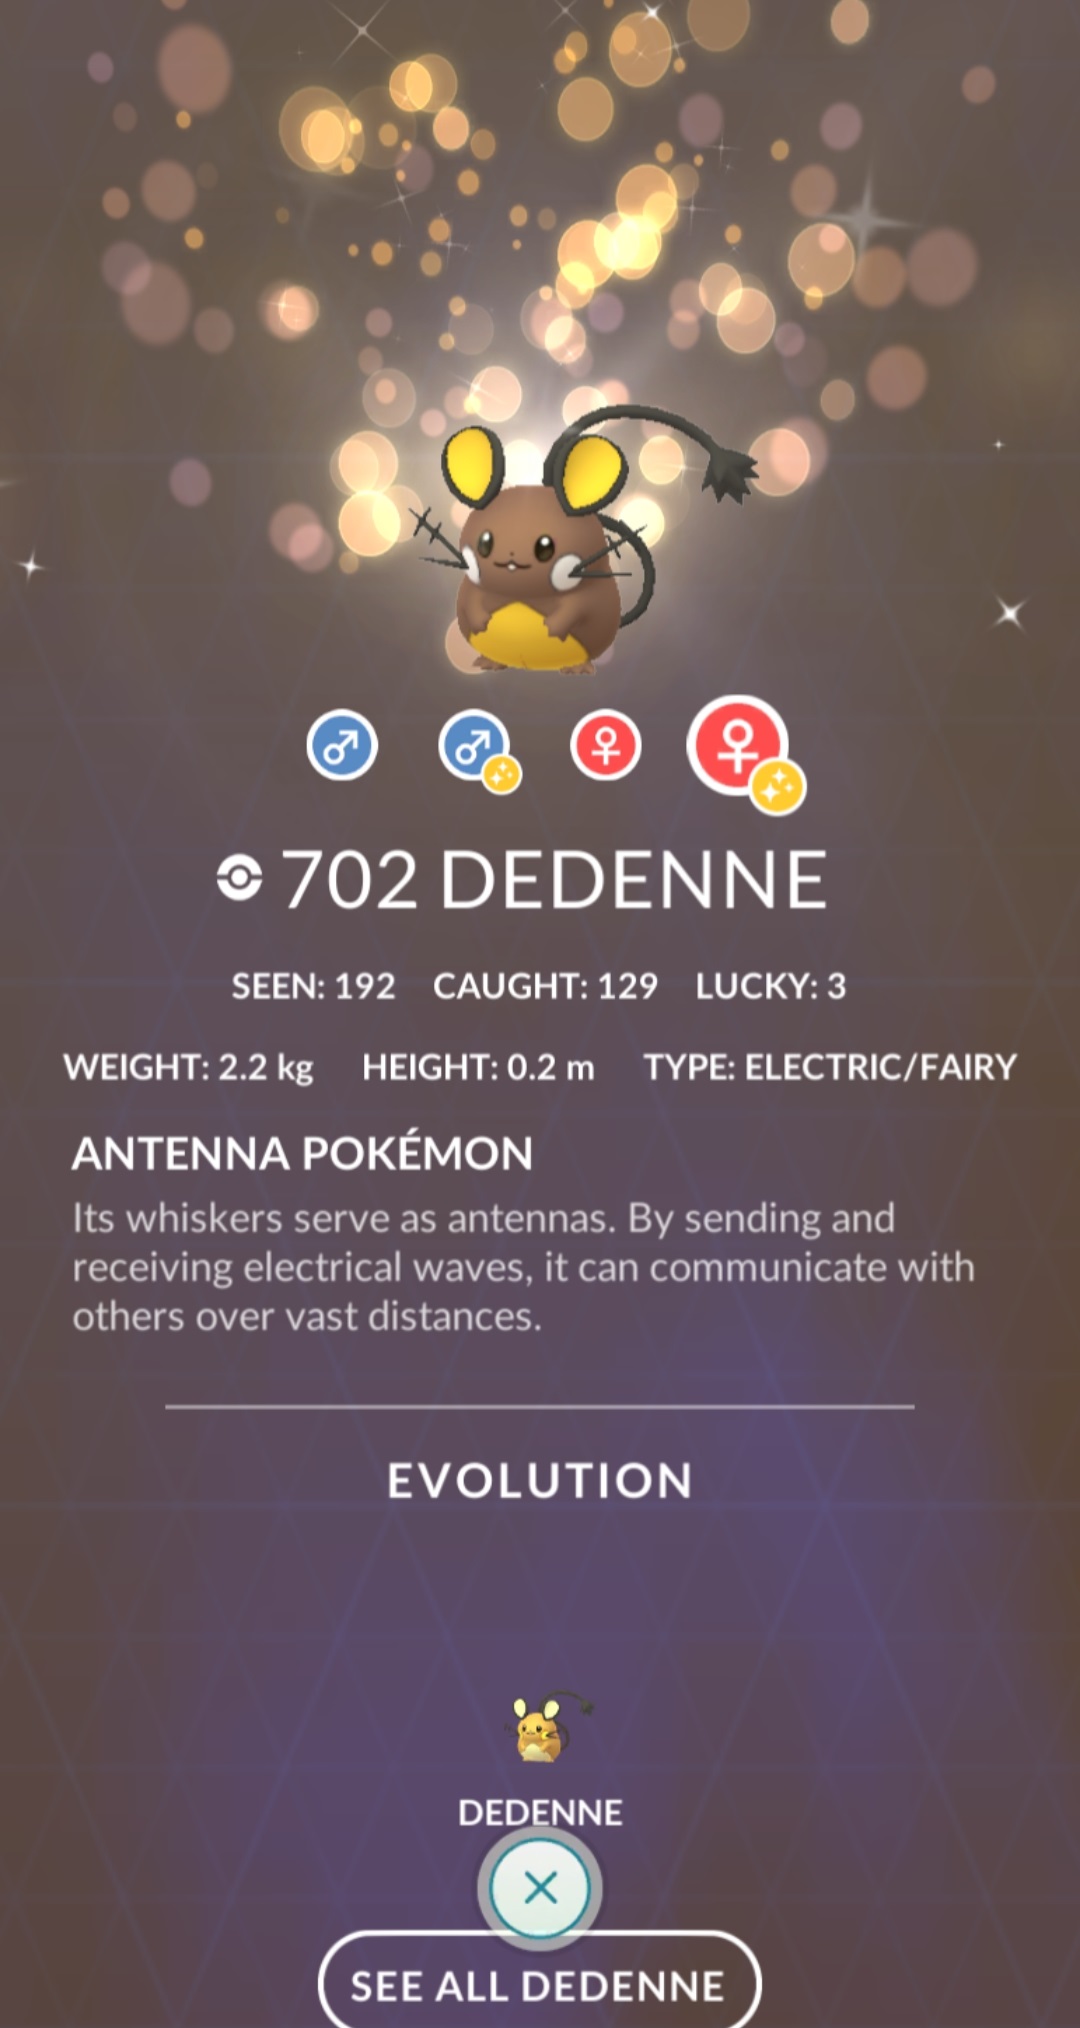 702 DEDENNE
SEEN: 192 CAUGHT: 129 LUCKY: 3
WEIGHT: 2.2 kg HEIGHT: 0.2 m TYPE: ELECTRIC/FAIRY
ANTENNA POKÉMON
Its whiskers serve as antennas. By sending and
receiving electrical waves, it can communicate with
others over vast distances.
EVOLUTION
DEDENNE
SEE ALL DEDENNE